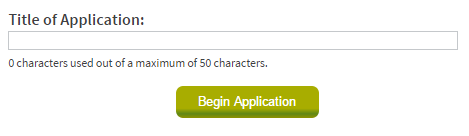 Title of Application:
0 characters used out of a maximum of 50 characters.
Begin Application